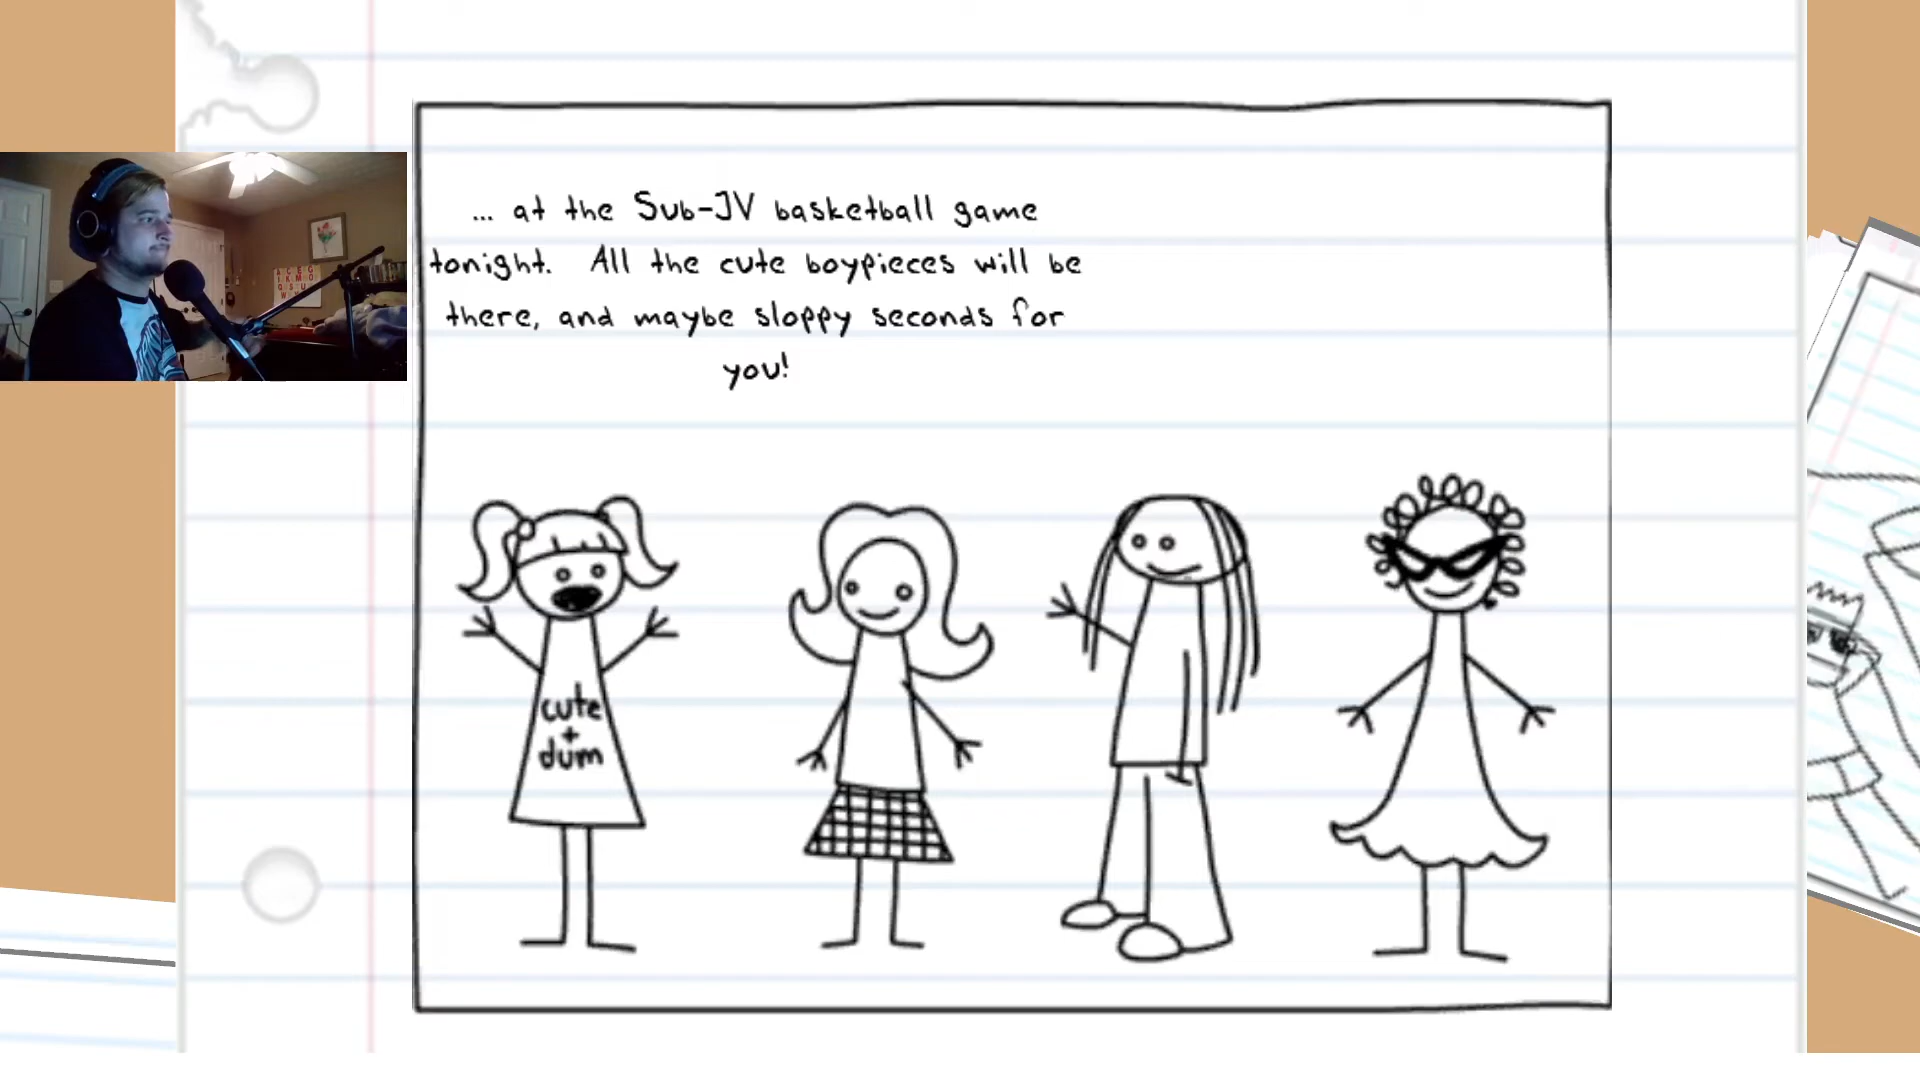 ... at the Sub-JV basketball game
tonight. All the cute boypieces will be
there, and maybe sloppy seconds for
you!
cute
+
dum